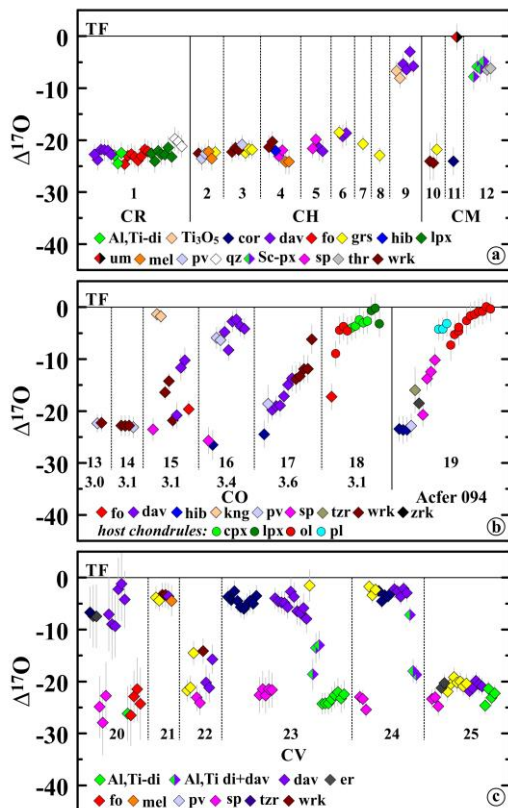 TF
0
-10
-20
-30
-40
Δ¹⁷O
1 2 3 4 5 6 7 8 9 10 11 12
CR CH CM
Al,Ti-di Ti₃O₅ cor dav fo grs hib lpx
um mel pv qz Sc-px sp thr wrk
a
TF
0
-10
-20
-30
-40
Δ¹⁷O
13 14 15 16 17 18 19
3.0 3.1 3.1 3.4 3.6 3.1
CO Acfer 094
fo dav hib kng pv sp tzr wrk zrk
host chondrules: cpx lpx ol pl
b
TF
0
-10
-20
-30
-40
Δ¹⁷O
20 21 22 23 24 25
CV
Al,Ti-di Al,Ti di+dav dav er
fo mel pv sp tzr wrk
c